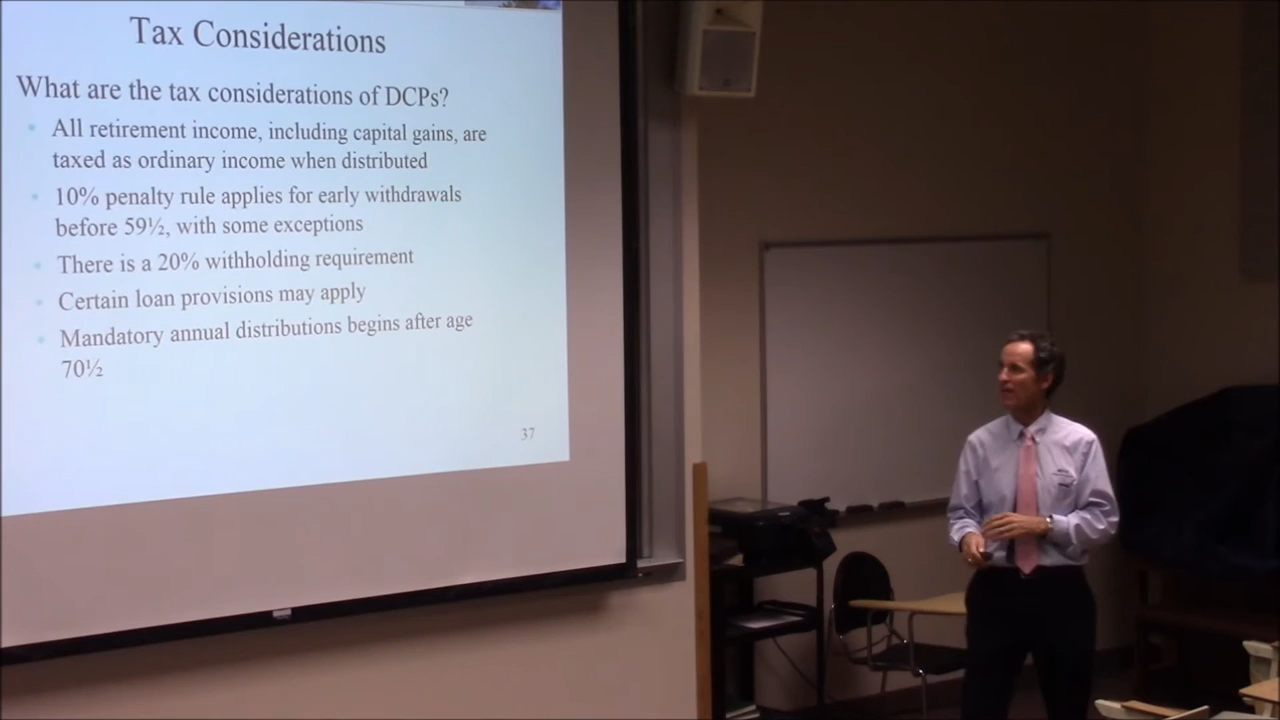 Tax Considerations
What are the tax considerations of DCPs?
All retirement income, including capital gains, are
taxed as ordinary income when distributed
10% penalty rule applies for early withdrawals
before 59½, with some exceptions
There is a 20% withholding requirement
Certain loan provisions may apply
Mandatory annual distributions begins after age
70½
37